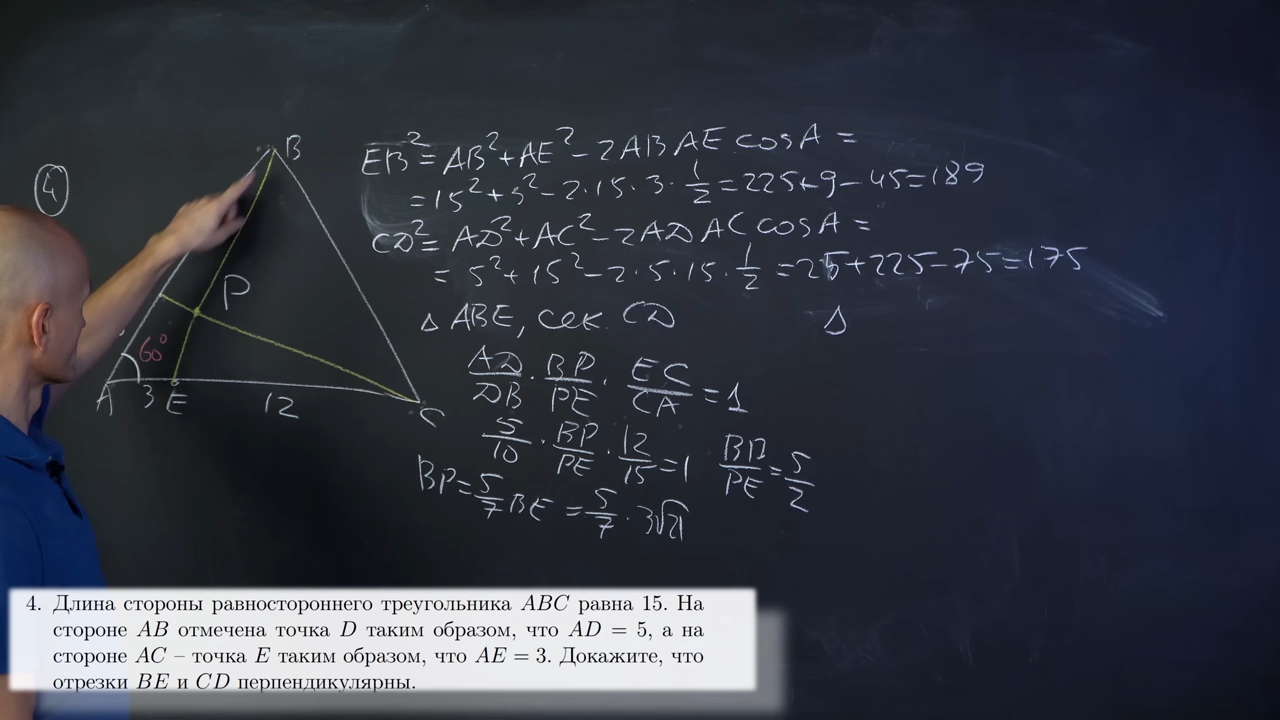 ④
B
P
60°
A 3 E 12 C
EB² = AB² + AE² - 2AB AE cosA =
= 15² + 3² - 2·15·3·1/2 = 225 + 9 - 45 = 189
CD² = AD² + AC² - 2AD AC cosA =
= 5² + 15² - 2·5·15·1/2 = 25 + 225 - 75 = 175
△ ABE, сек. CD △
AD/DB · BP/PE · EC/CA = 1
5/10 · BP/PE · 12/15 = 1 BP/PE = 5/2
BP = 5/7 BE = 5/7 · 3√21
4. Длина стороны равностороннего треугольника ABC равна 15. На
стороне AB отмечена точка D таким образом, что AD = 5, а на
стороне AC – точка E таким образом, что AE = 3. Докажите, что
отрезки BE и CD перпендикулярны.